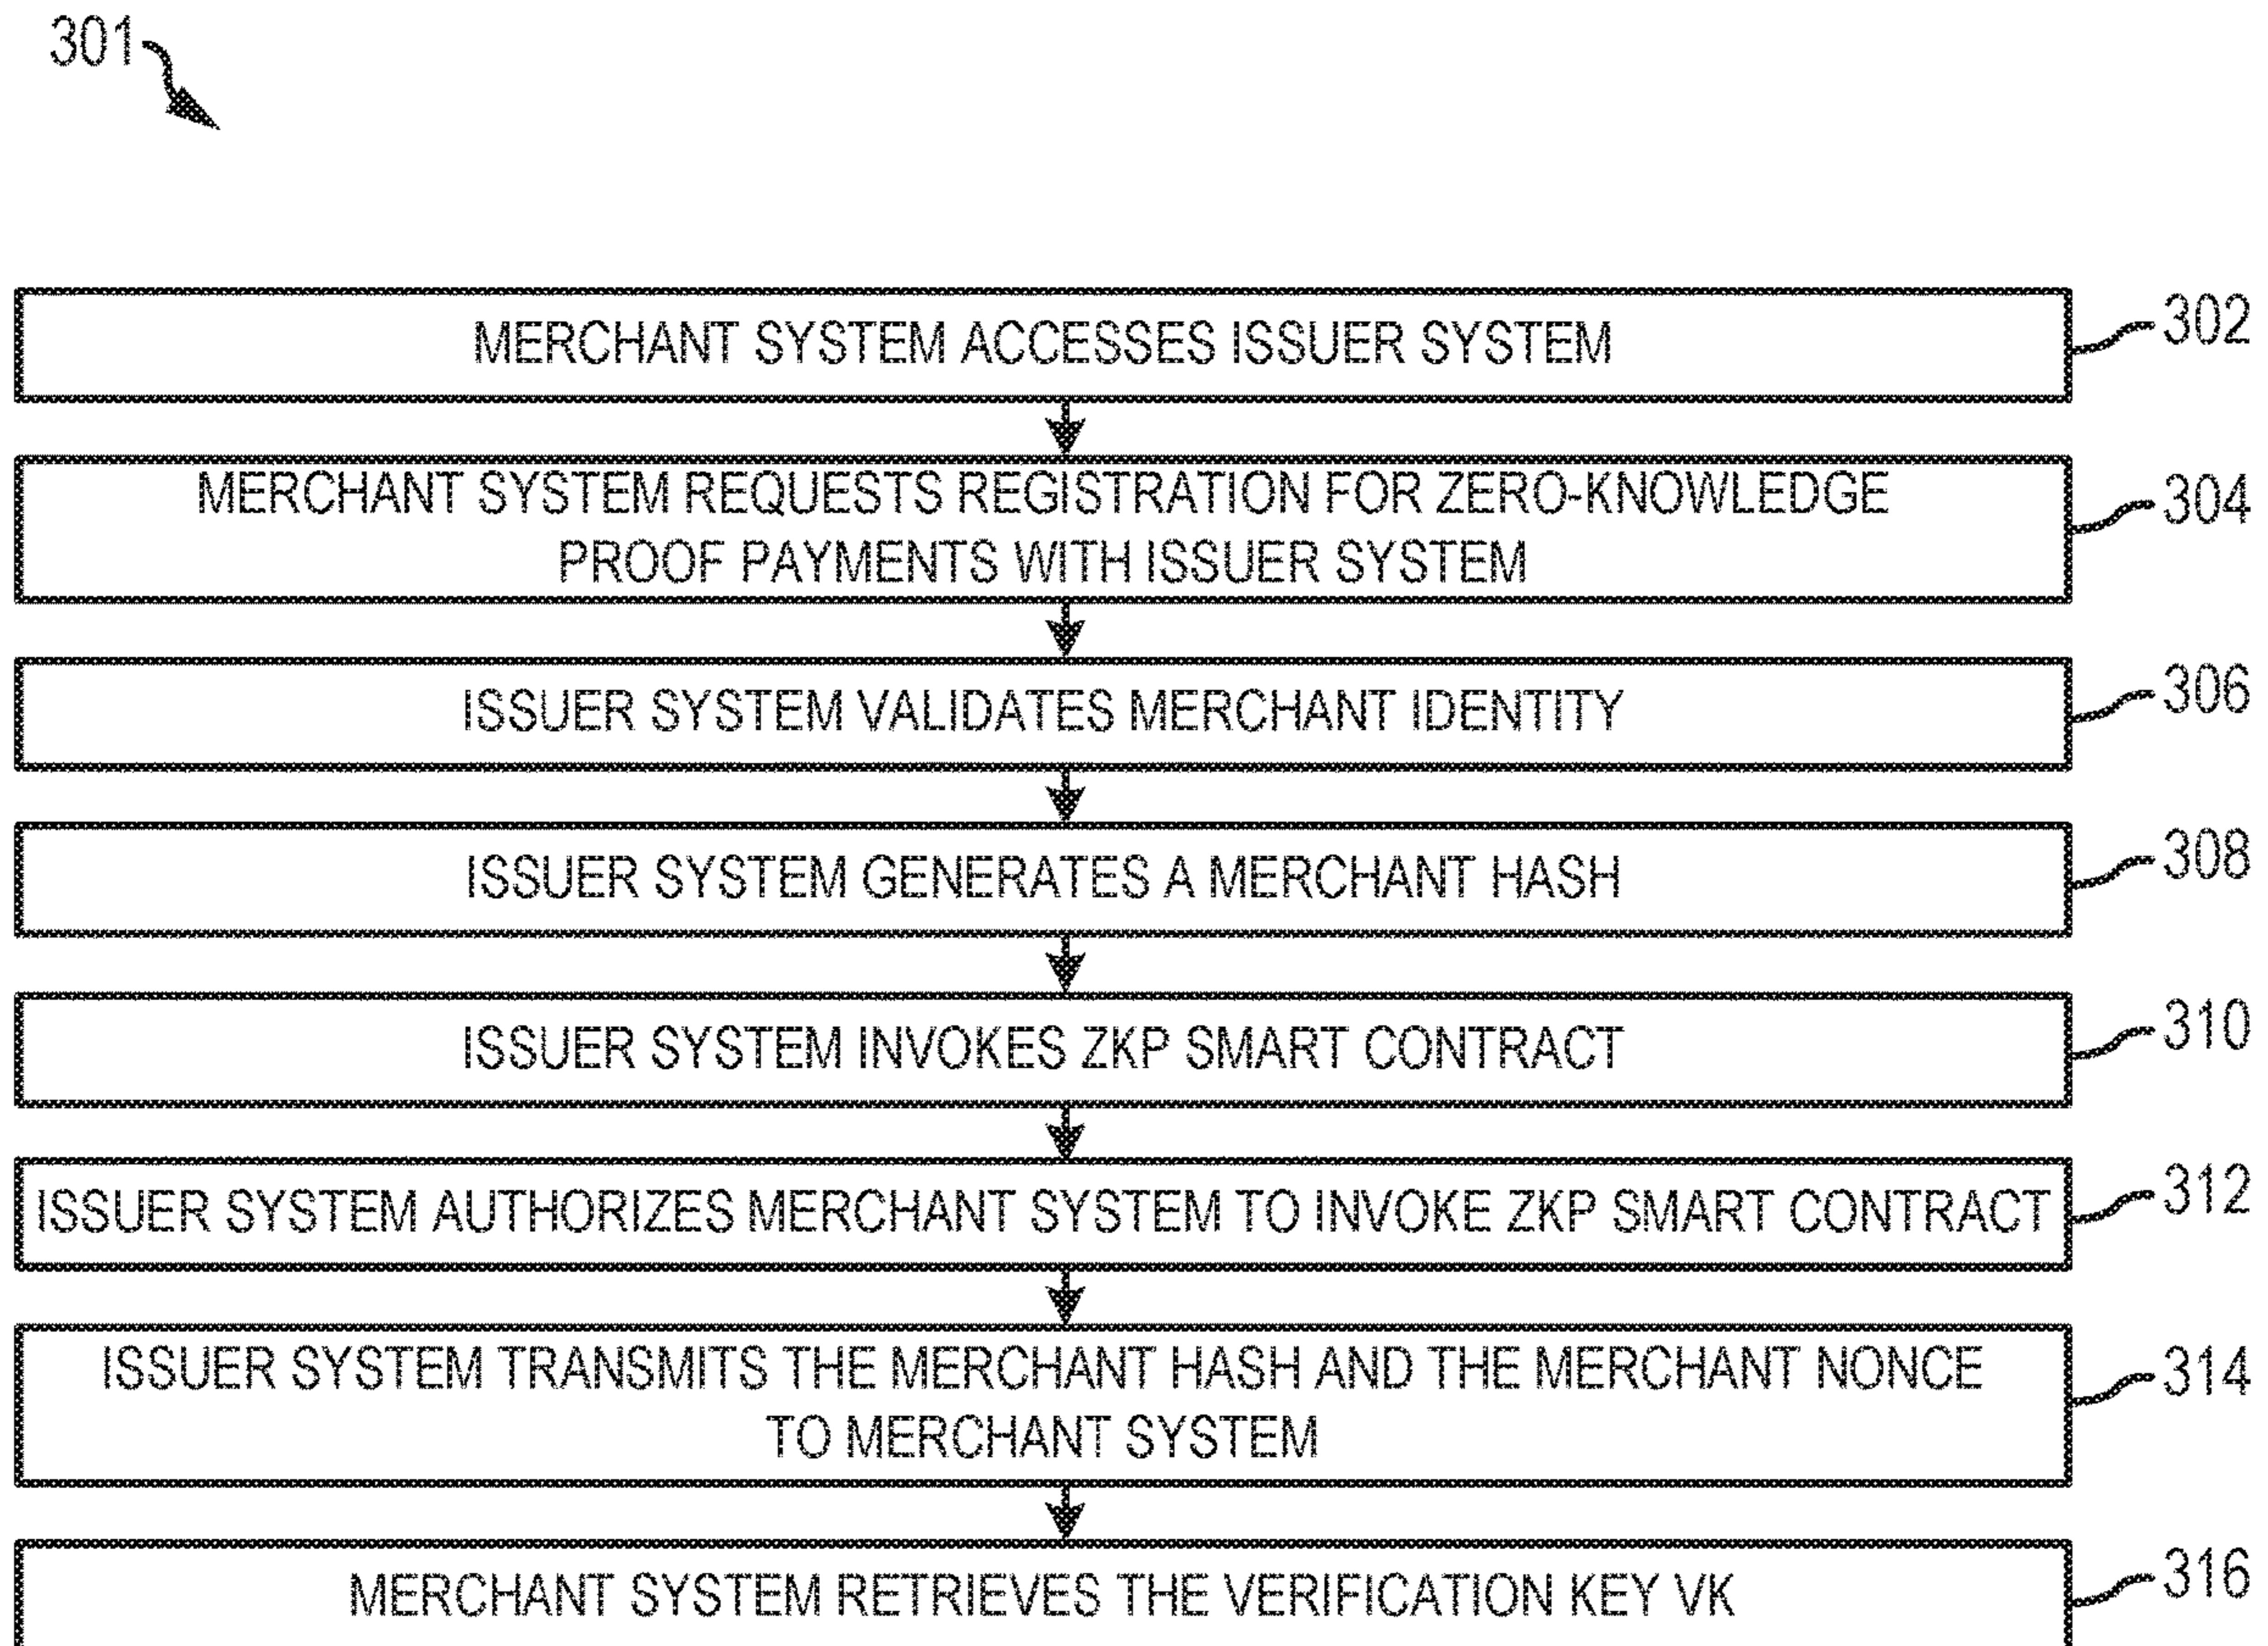 301
MERCHANT SYSTEM ACCESSES ISSUER SYSTEM
302
MERCHANT SYSTEM REQUESTS REGISTRATION FOR ZERO-KNOWLEDGE
PROOF PAYMENTS WITH ISSUER SYSTEM
304
ISSUER SYSTEM VALIDATES MERCHANT IDENTITY
306
ISSUER SYSTEM GENERATES A MERCHANT HASH
308
ISSUER SYSTEM INVOKES ZKP SMART CONTRACT
310
ISSUER SYSTEM AUTHORIZES MERCHANT SYSTEM TO INVOKE ZKP SMART CONTRACT
312
ISSUER SYSTEM TRANSMITS THE MERCHANT HASH AND THE MERCHANT NONCE
TO MERCHANT SYSTEM
314
MERCHANT SYSTEM RETRIEVES THE VERIFICATION KEY VK
316